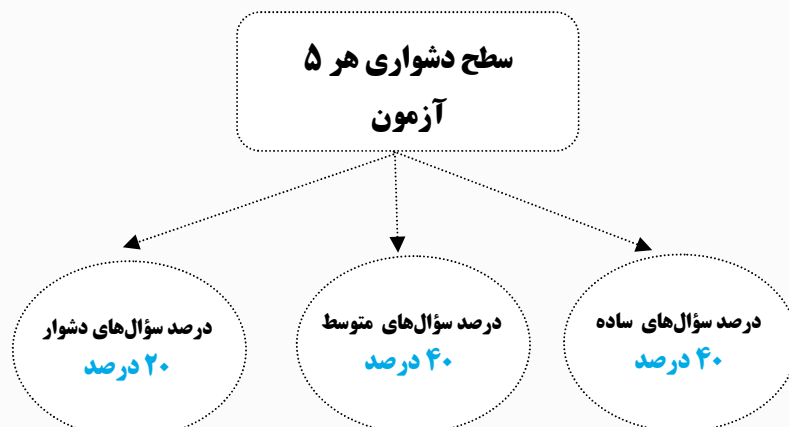 سطح دشواری هر ۵
آزمون
درصد سؤال‌های ساده
۴۰ درصد
درصد سؤال‌های متوسط
۴۰ درصد
درصد سؤال‌های دشوار
۲۰ درصد